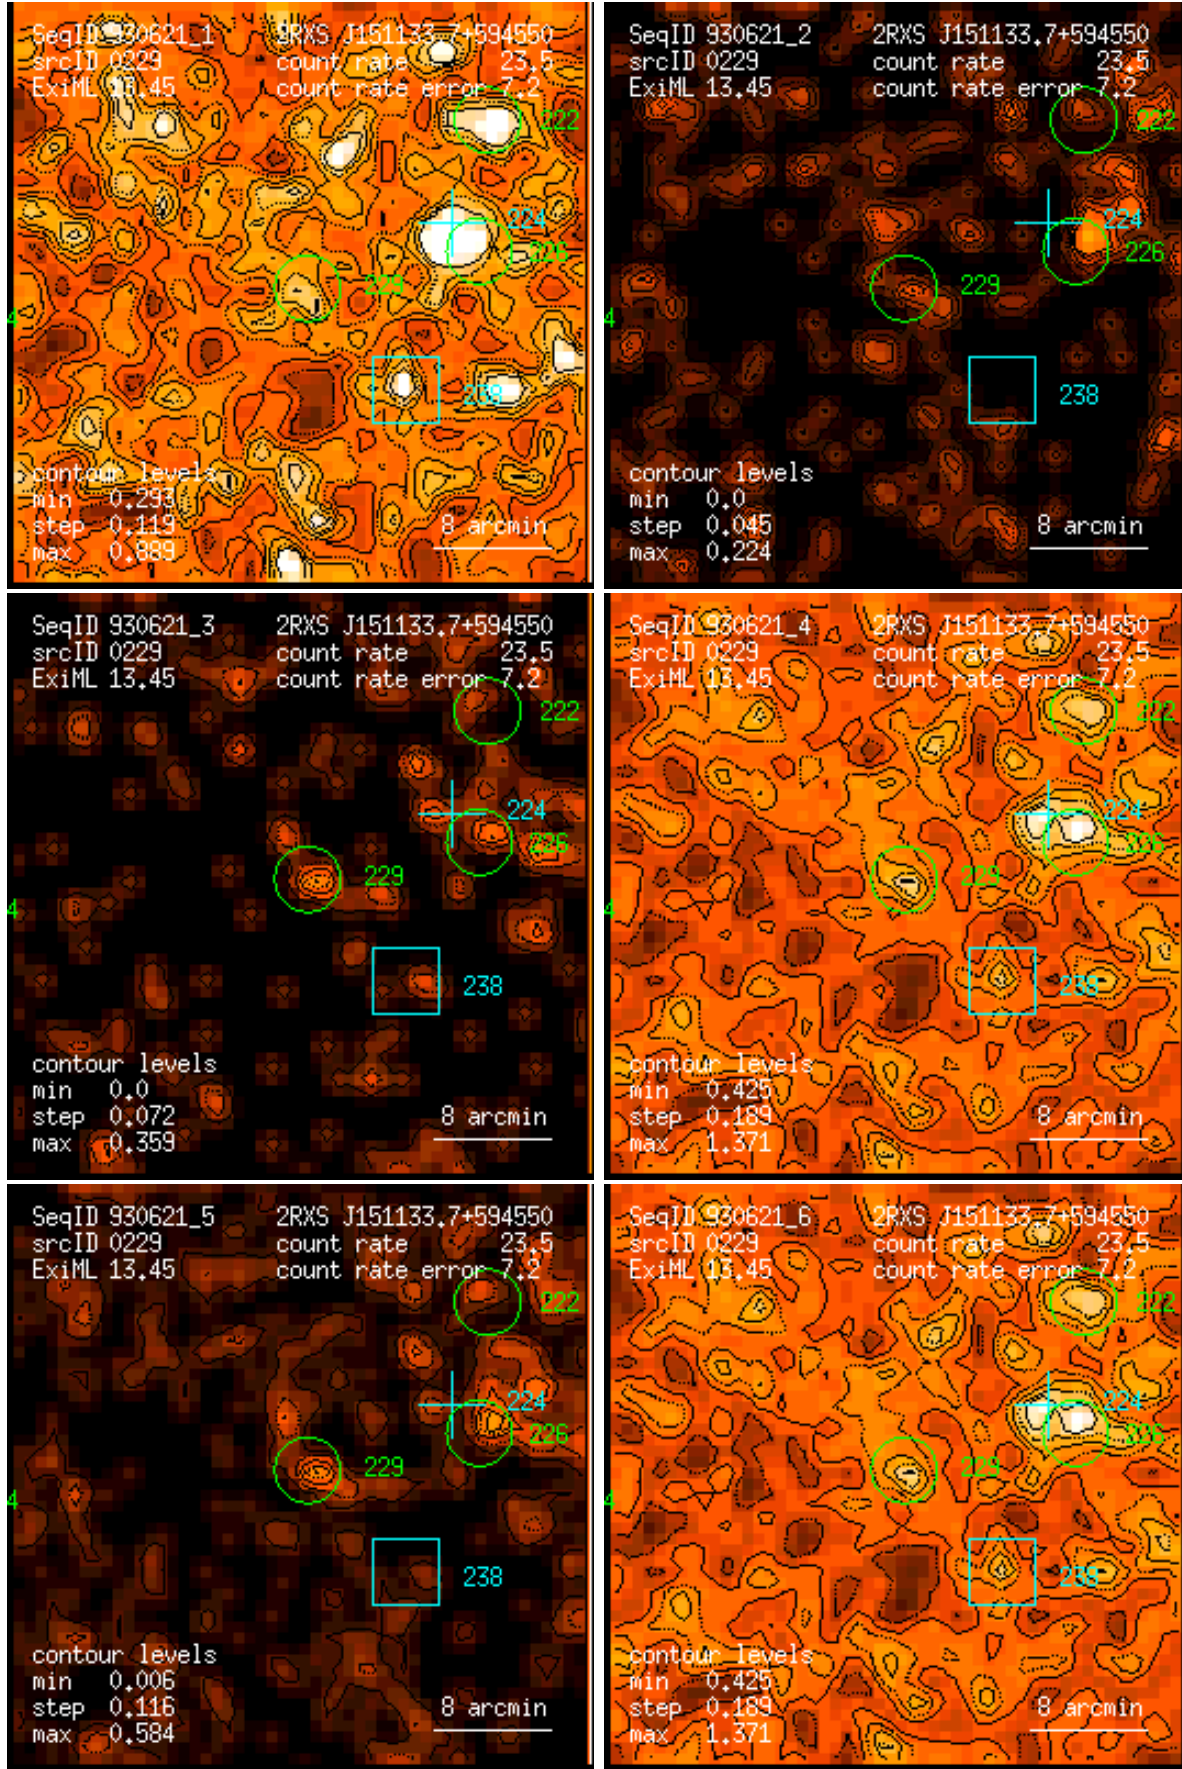 SeqID 930621_1 2RXS J151133.7+594550
srcID 0229 count rate 23.5
ExiML 13.45 count rate error 7.2
222
224
226
229
4
238
contour levels
min 0.293
step 0.119
max 0.889
8 arcmin
SeqID 930621_2 2RXS J151133.7+594550
srcID 0229 count rate 23.5
ExiML 13.45 count rate error 7.2
222
224
226
229
4
238
contour levels
min 0.0
step 0.045
max 0.224
8 arcmin
SeqID 930621_3 2RXS J151133.7+594550
srcID 0229 count rate 23.5
ExiML 13.45 count rate error 7.2
222
224
226
229
4
238
contour levels
min 0.0
step 0.072
max 0.359
8 arcmin
SeqID 930621_4 2RXS J151133.7+594550
srcID 0229 count rate 23.5
ExiML 13.45 count rate error 7.2
222
224
226
229
4
238
contour levels
min 0.425
step 0.189
max 1.371
8 arcmin
SeqID 930621_5 2RXS J151133.7+594550
srcID 0229 count rate 23.5
ExiML 13.45 count rate error 7.2
222
224
226
229
4
238
contour levels
min 0.006
step 0.116
max 0.584
8 arcmin
SeqID 930621_6 2RXS J151133.7+594550
srcID 0229 count rate 23.5
ExiML 13.45 count rate error 7.2
222
224
226
229
4
238
contour levels
min 0.425
step 0.189
max 1.371
8 arcmin